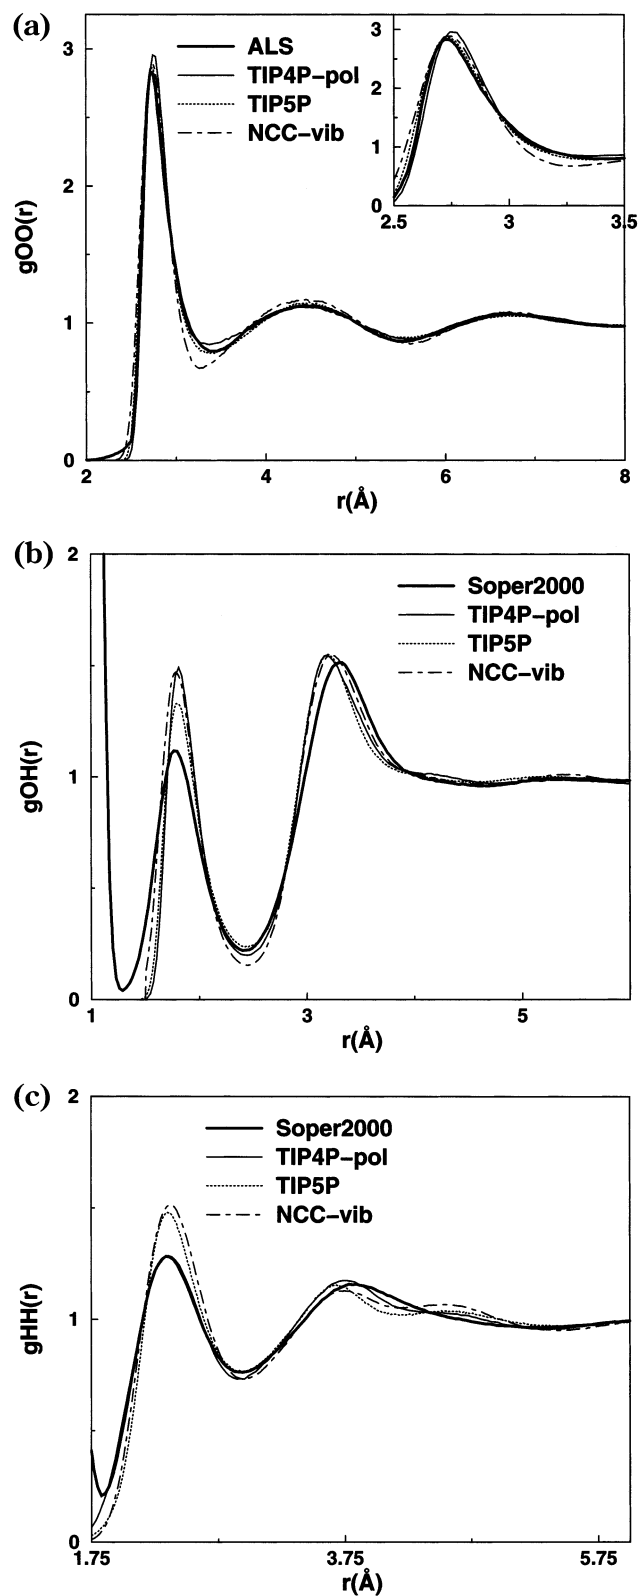 (a)
3
2
1
0
gOO(r)
ALS
TIP4P-pol
TIP5P
NCC-vib
3
2
1
0
2.5
3
3.5
2
4
6
8
r(Å)
(b)
2
1
0
gOH(r)
Soper2000
TIP4P-pol
TIP5P
NCC-vib
1
3
5
r(Å)
(c)
2
1
0
gHH(r)
Soper2000
TIP4P-pol
TIP5P
NCC-vib
1.75
3.75
5.75
r(Å)